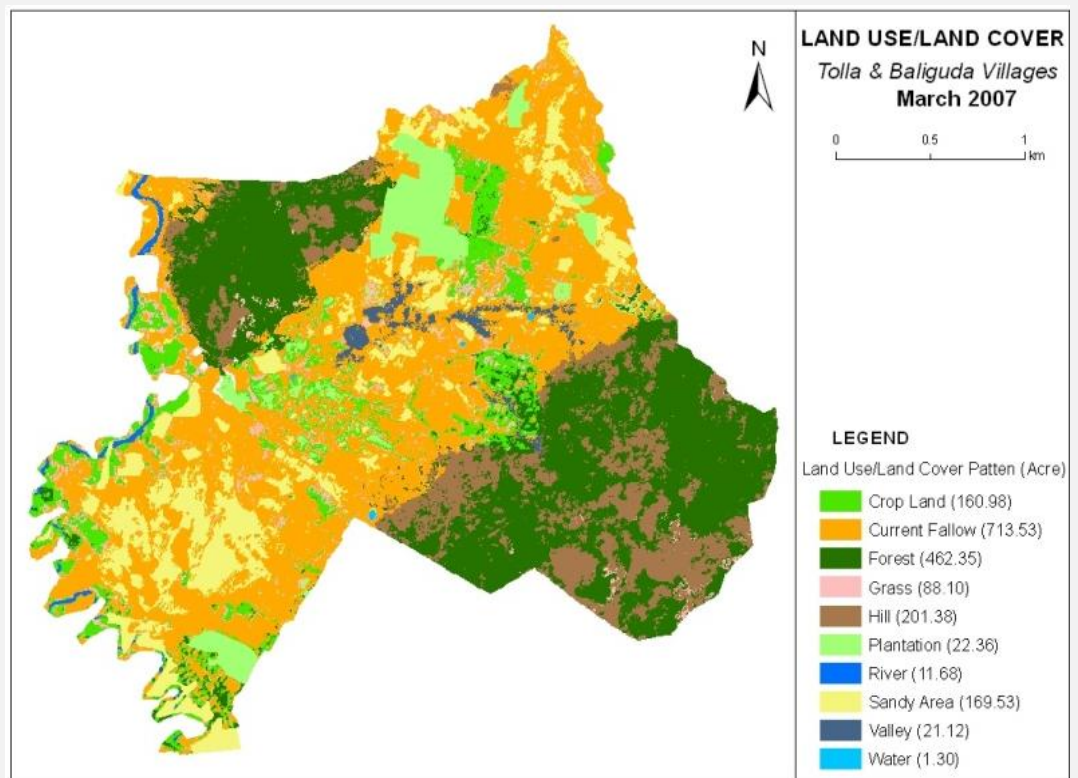 LAND USE/LAND COVER
Tolla & Baliguda Villages
March 2007
N
0 0.5 1
km
LEGEND
Land Use/Land Cover Patten (Acre)
Crop Land (160.98)
Current Fallow (713.53)
Forest (462.35)
Grass (88.10)
Hill (201.38)
Plantation (22.36)
River (11.68)
Sandy Area (169.53)
Valley (21.12)
Water (1.30)